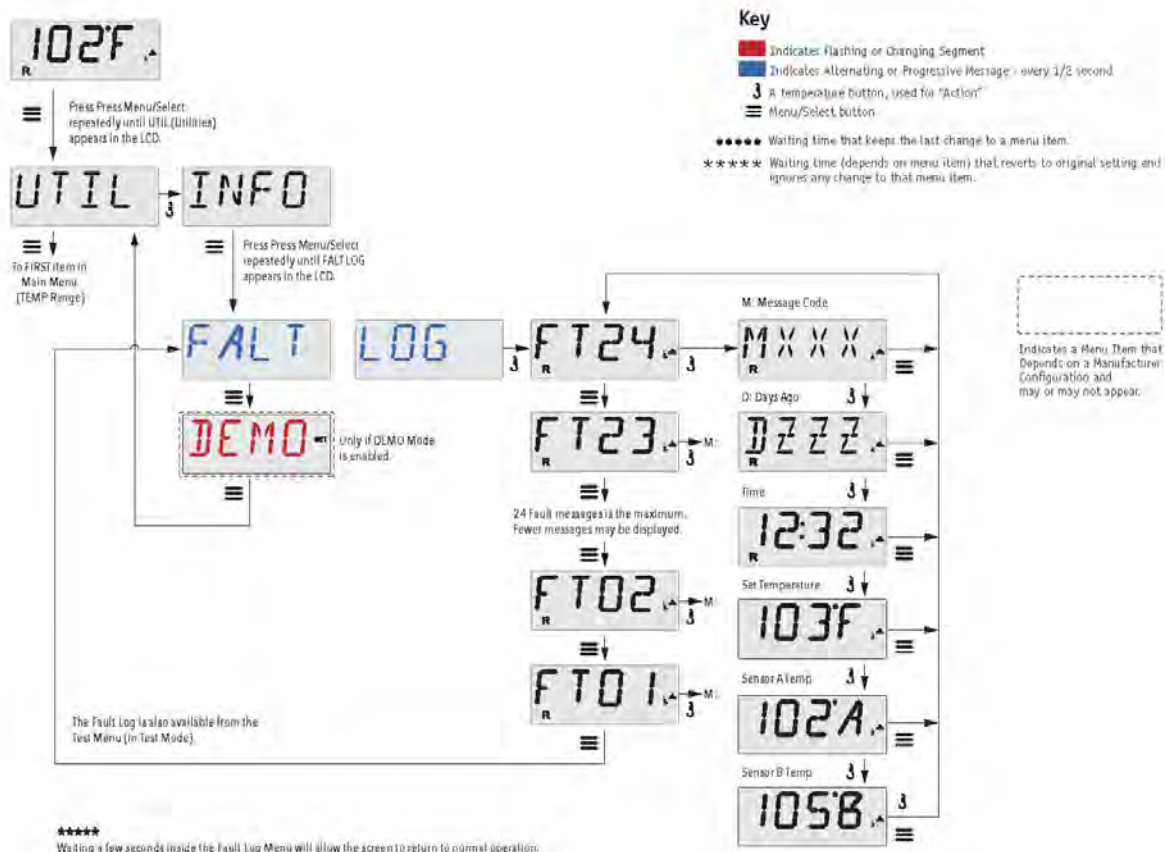 102°F
R
Press Press Menu/Select
repeatedly until UTIL (Utilities)
appears in the LCD.
UTIL
INFO
To FIRST item in
Main Menu
(TEMP Range)
Press Press Menu/Select
repeatedly until FALT LOG
appears in the LCD.
FALT
LOG
DEMO
Only if DEMO Mode
is enabled.
Key
Indicates Flashing or Changing Segment
Indicates Alternating or Progressive Message - every 1/2 second
A temperature button, used for "Action"
Menu/Select button
••••• Waiting time that keeps the last change to a menu item.
***** Waiting time (depends on menu item) that reverts to original setting and
ignores any change to that menu item.
FT24
R
FT23
R
M:
24 Fault messages is the maximum.
Fewer messages may be displayed.
FT02
R
M:
FT01
R
M:
M: Message Code
MXXX
R
D: Days Ago
DZZZ
R
Time
12:32
R
Set Temperature
103°F
Sensor A Temp
102°A
Sensor B Temp
105°B
Indicates a Menu Item that
Depends on a Manufacturer
Configuration and
may or may not appear.
The Fault Log is also available from the
Test Menu (in Test Mode).
*****
Waiting a few seconds inside the Fault Log Menu will allow the screen to return to normal operation.